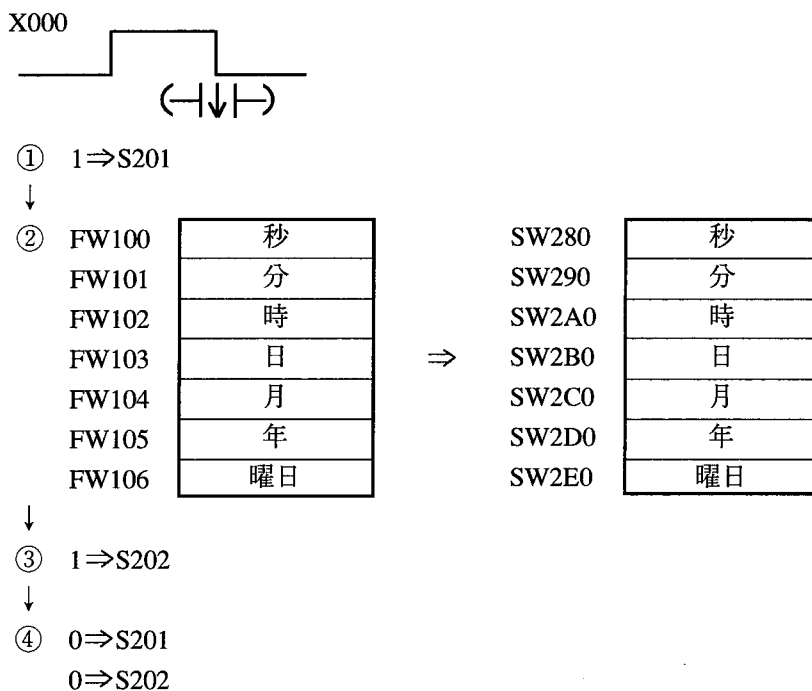 X000
① 1⇒S201
↓
② FW100 秒 SW280 秒
FW101 分 SW290 分
FW102 時 SW2A0 時
FW103 日 ⇒ SW2B0 日
FW104 月 SW2C0 月
FW105 年 SW2D0 年
FW106 曜日 SW2E0 曜日
↓
③ 1⇒S202
↓
④ 0⇒S201
0⇒S202